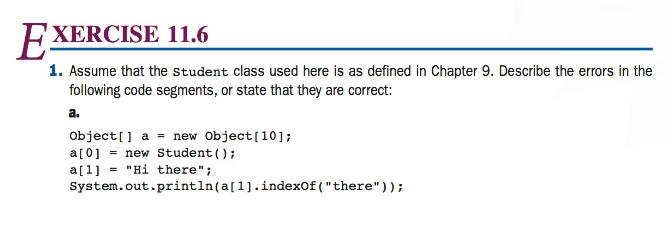 EXERCISE 11.6
1. Assume that the Student class used here is as defined in Chapter 9. Describe the errors in the
following code segments, or state that they are correct:
a.
Object[] a = new Object[10];
a[0] = new Student();
a[1] = "Hi there";
System.out.println(a[1].indexOf("there"));